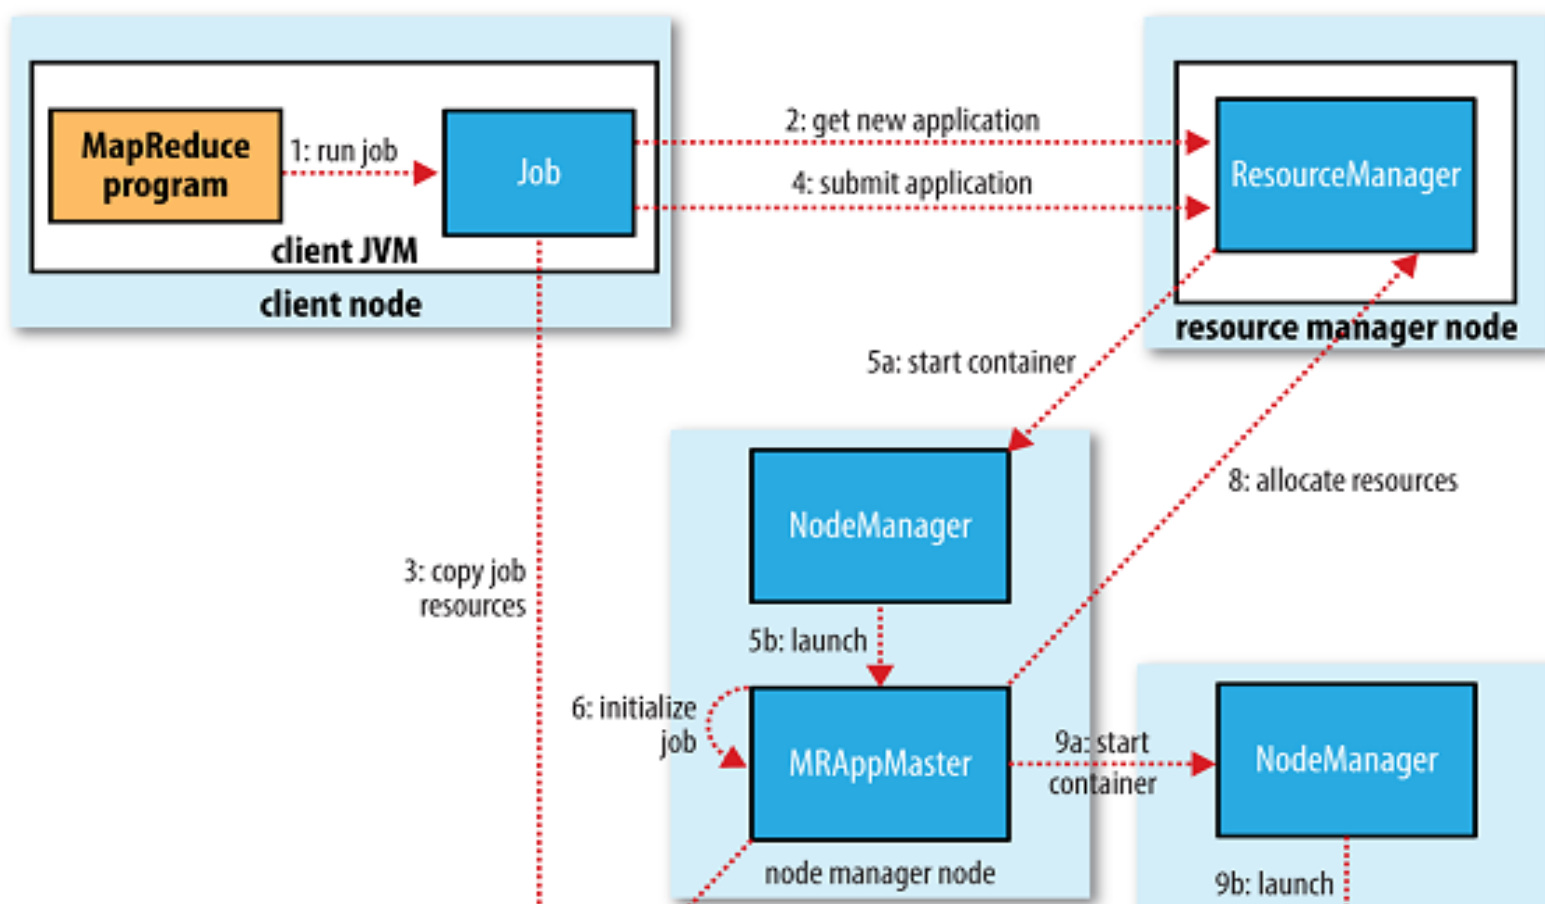 MapReduce
program
1: run job
Job
client JVM
client node
2: get new application
4: submit application
ResourceManager
resource manager node
5a: start container
8: allocate resources
3: copy job
resources
NodeManager
5b: launch
6: initialize
job
MRAppMaster
node manager node
9a: start
container
NodeManager
9b: launch